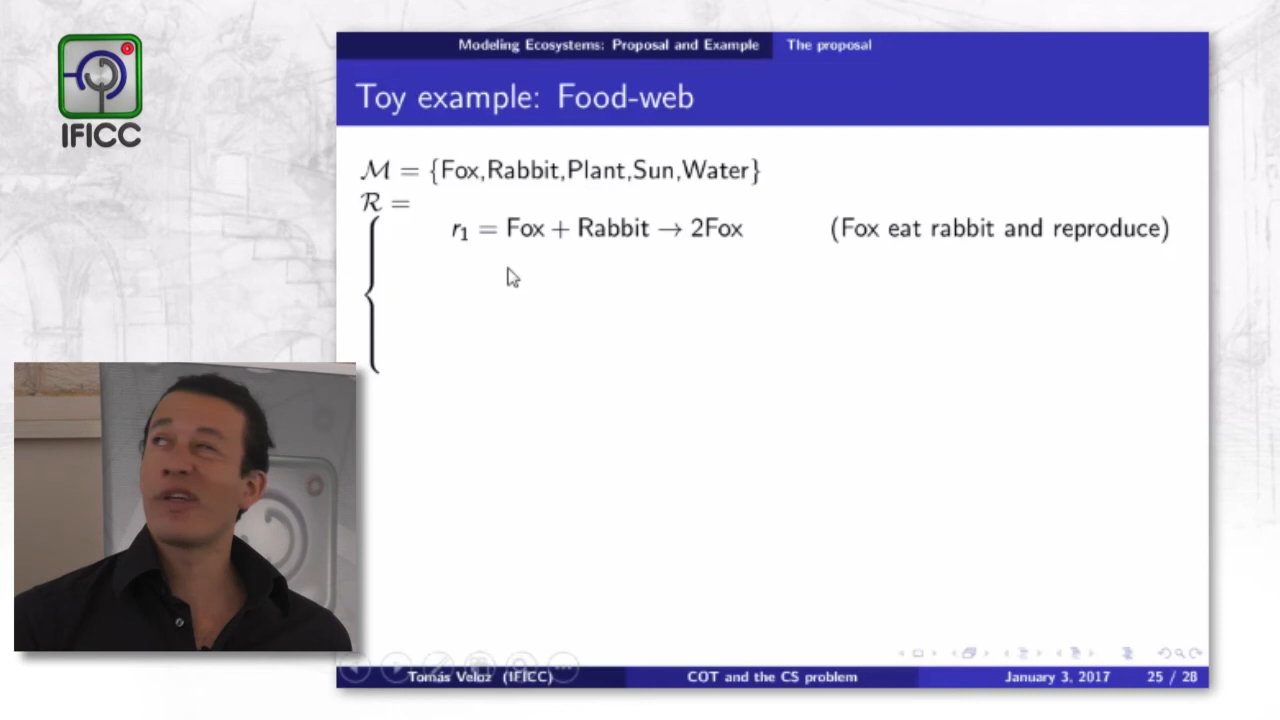 IFICC
Modeling Ecosystems: Proposal and Example The proposal
Toy example: Food-web
ℳ = {Fox,Rabbit,Plant,Sun,Water}
ℛ =
r₁ = Fox + Rabbit → 2Fox (Fox eat rabbit and reproduce)
Tomas Veloz (IFICC) COT and the CS problem January 3, 2017 25 / 28